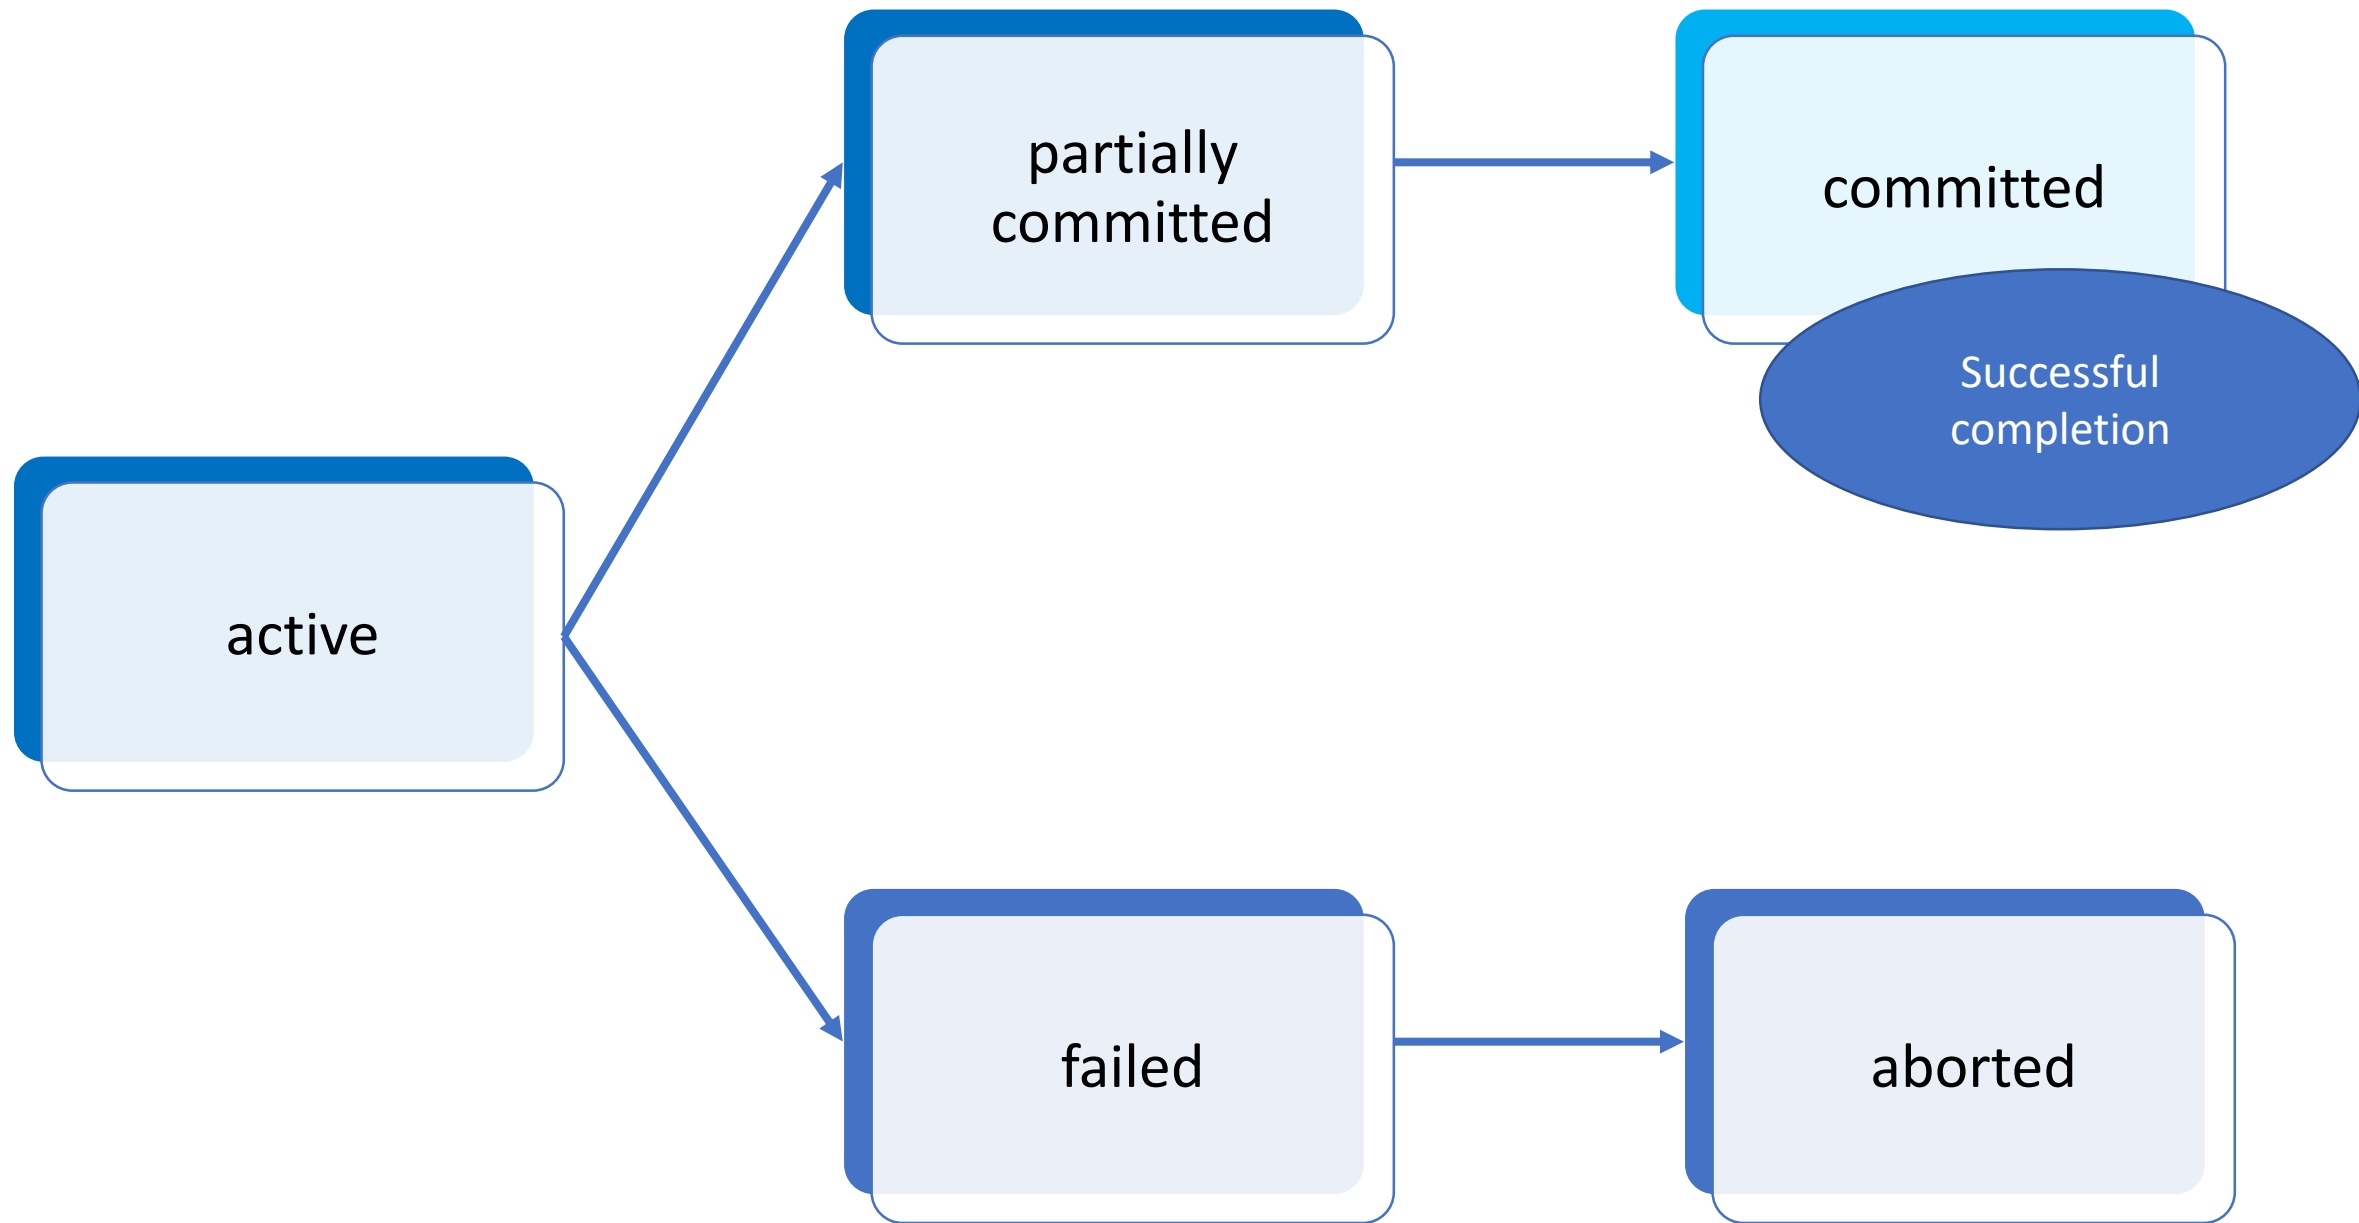 partially
committed
committed
Successful
completion
active
failed
aborted